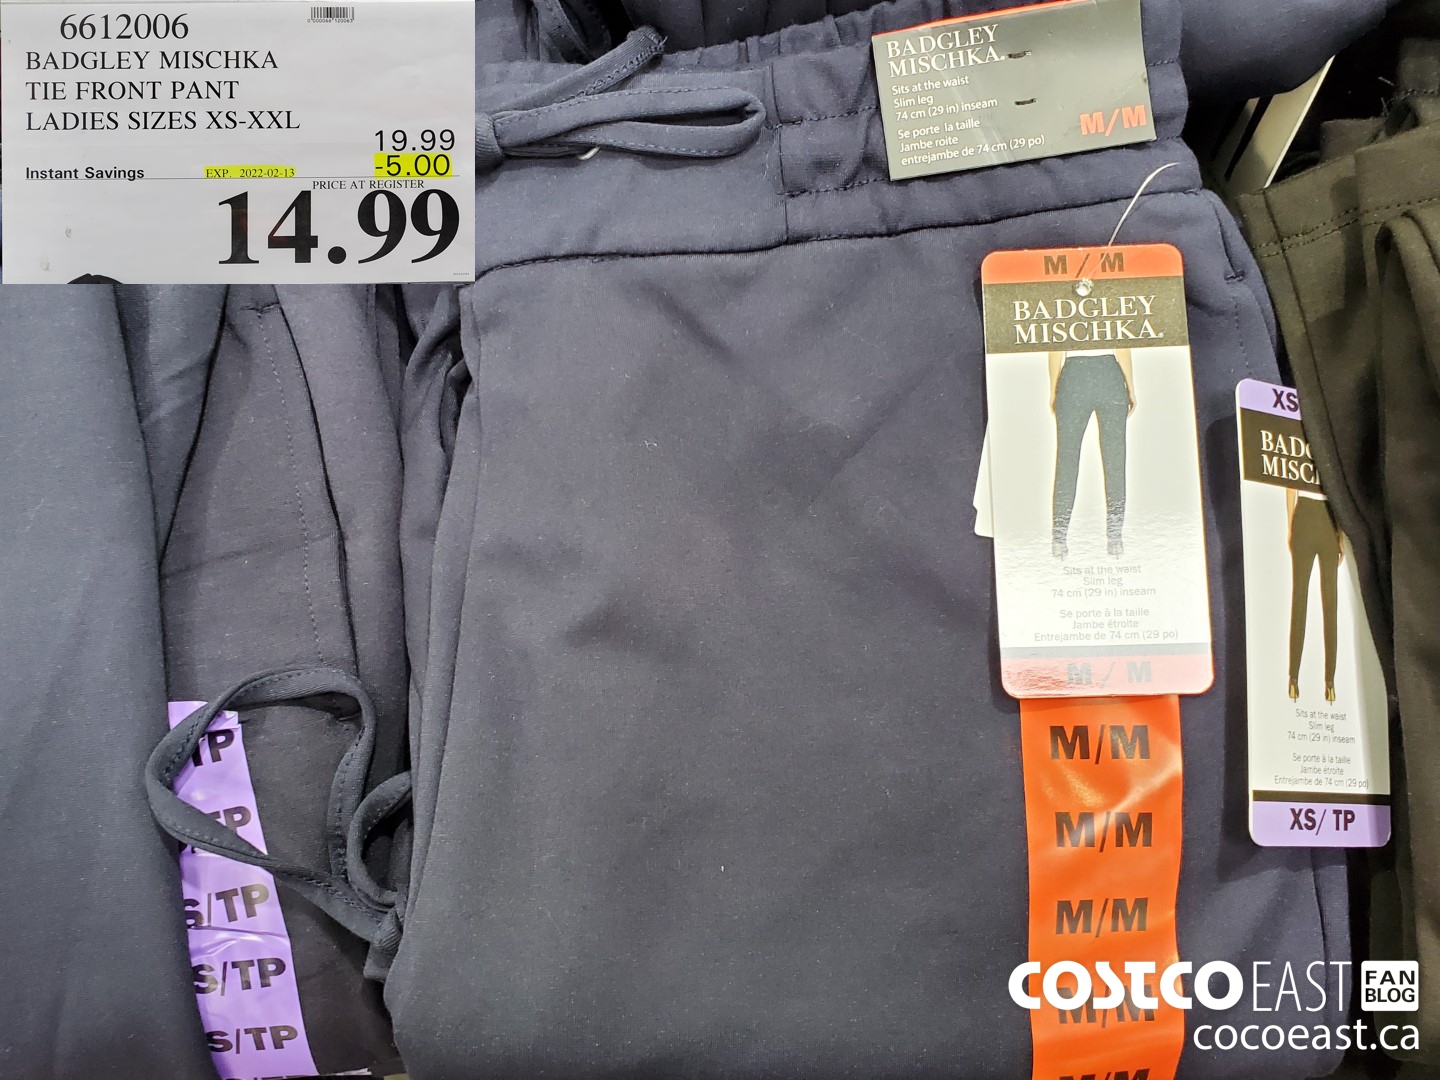 6612006
BADGLEY MISCHKA
TIE FRONT PANT
LADIES SIZES XS-XXL
19.99
Instant Savings EXP. 2022-02-13 -5.00
PRICE AT REGISTER
14.99
BADGLEY
MISCHKA.
Sits at the waist
Slim leg
74 cm (29 in) inseam
Se porte la taille
Jambe roite
entrejambe de 74 cm (29 po)
M/M
M / M
BADGLEY
MISCHKA®
Sits at the waist
Slim leg
74 cm (29 in) inseam
Se porte à la taille
Jambe étroite
Entrejambe de 74 cm (29 po)
M / M
M/M
M/M
M/M
M/M
M/M
XS
BADG
MISC
Sits at the waist
Slim leg
74 cm (29 in) inseam
Se porte à la taille
Jambe étroite
Entrejambe de 74 cm (29 po)
XS/ TP
TP
TP
S/TP
S/TP
S/TP
COSTCO EAST FAN
BLOG
cocoeast.ca